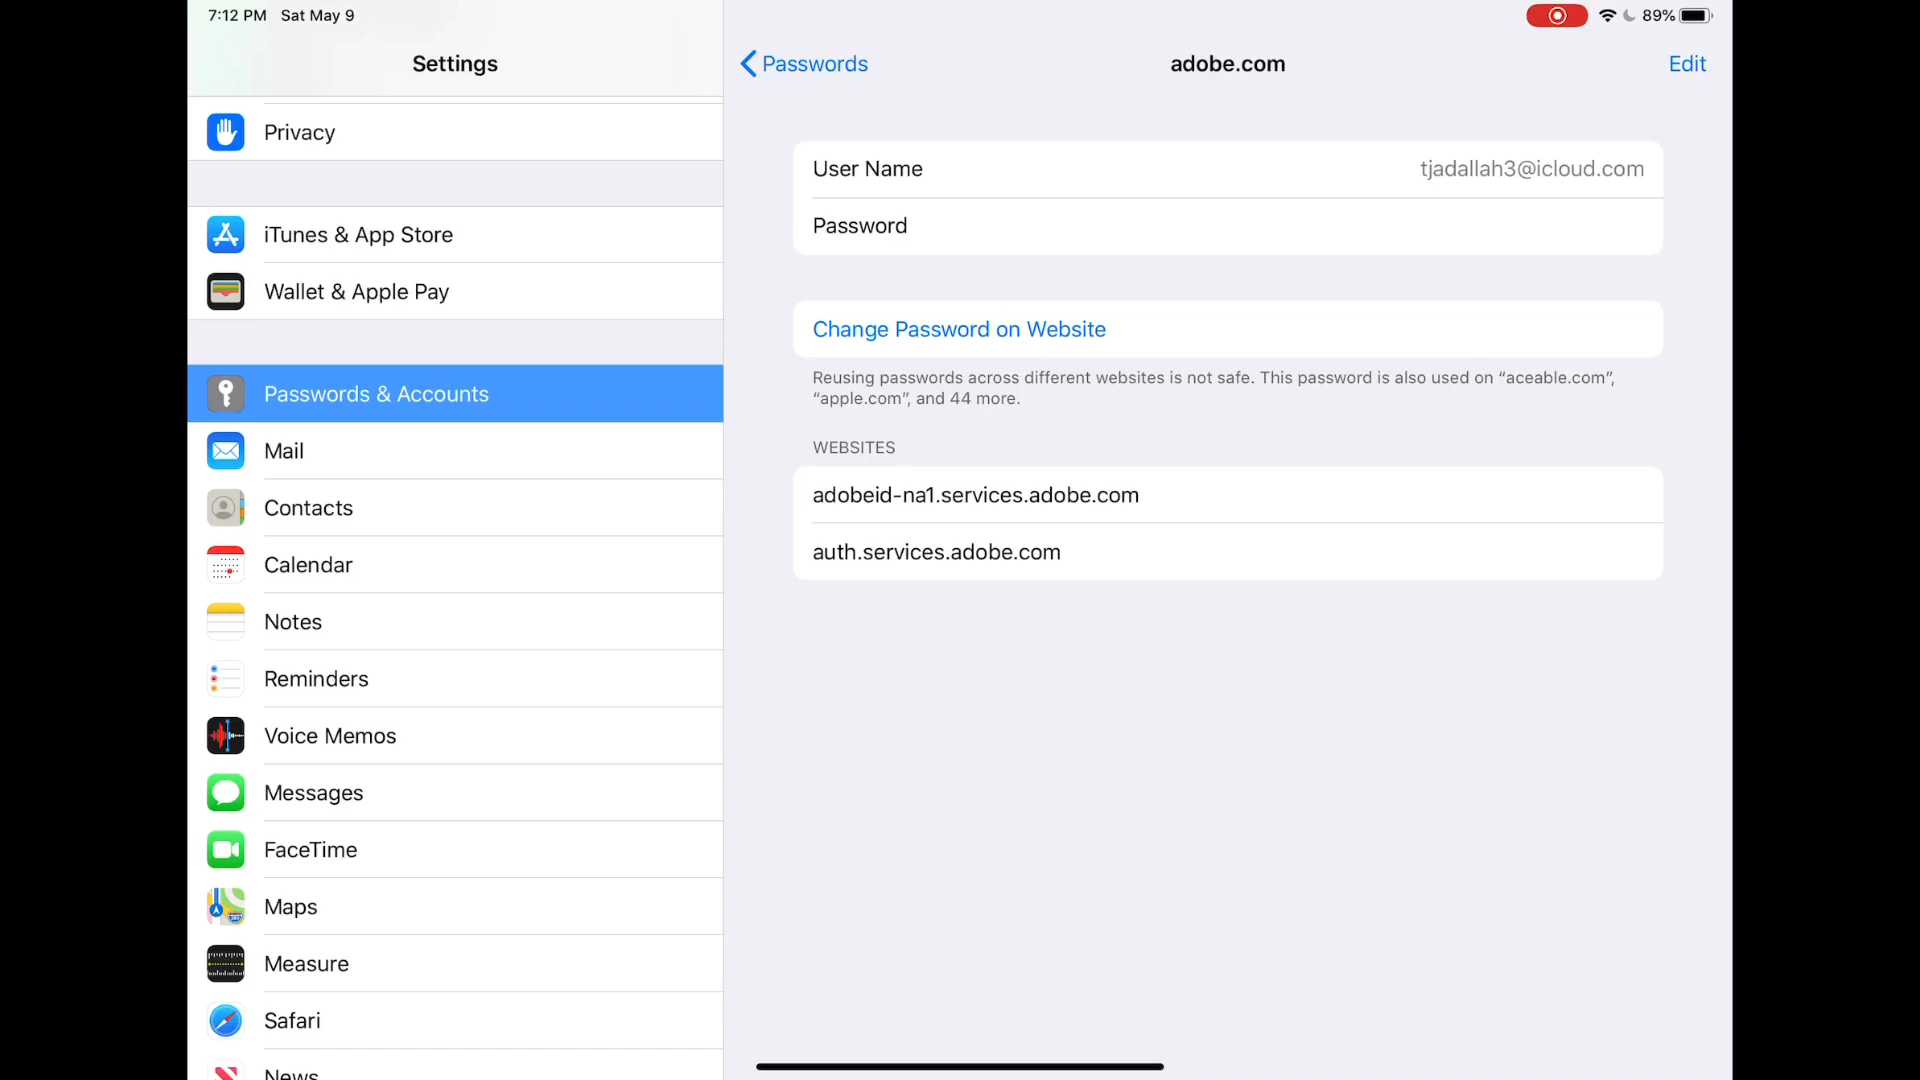 7:12 PM Sat May 9
89%
Settings
Privacy
iTunes & App Store
Wallet & Apple Pay
Passwords & Accounts
Mail
Contacts
Calendar
Notes
Reminders
Voice Memos
Messages
FaceTime
Maps
Measure
Safari
News
Passwords
adobe.com
Edit
User Name tjadallah3@icloud.com
Password
Change Password on Website
Reusing passwords across different websites is not safe. This password is also used on “aceable.com”,
“apple.com”, and 44 more.
WEBSITES
adobeid-na1.services.adobe.com
auth.services.adobe.com